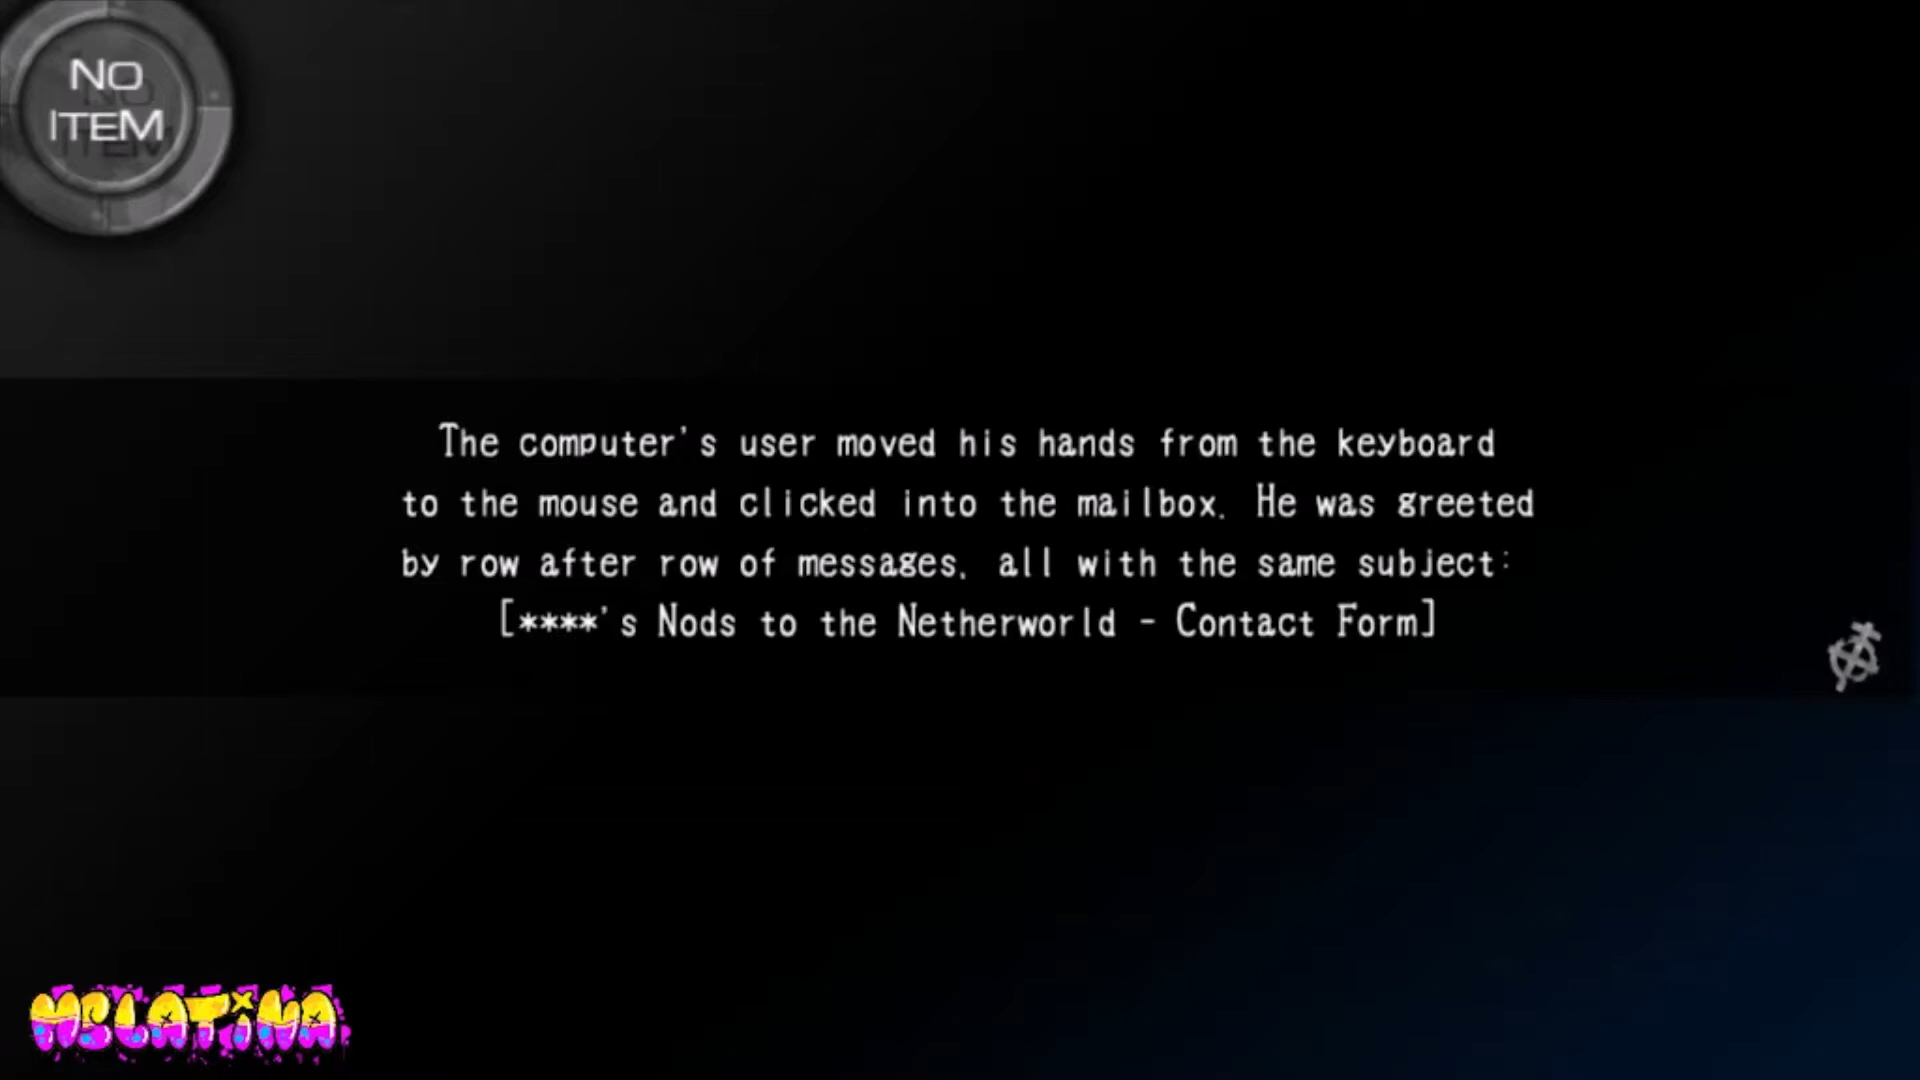 NO
ITEM
The computer's user moved his hands from the keyboard
to the mouse and clicked into the mailbox. He was greeted
by row after row of messages, all with the same subject:
[****'s Nods to the Netherworld - Contact Form]
MELATiNA